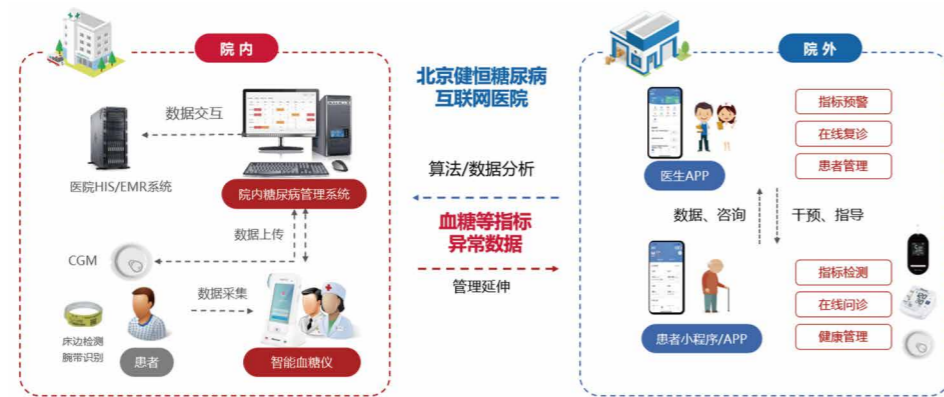 院内
数据交互
医院HIS/EMR系统
院内糖尿病管理系统
数据上传
CGM
数据采集
床边检测
腕带识别
患者
智能血糖仪
北京健恒糖尿病
互联网医院
算法/数据分析
血糖等指标
异常数据
管理延伸
院外
指标预警
在线复诊
患者管理
医生APP
数据、咨询
干预、指导
指标检测
在线问诊
健康管理
患者小程序/APP